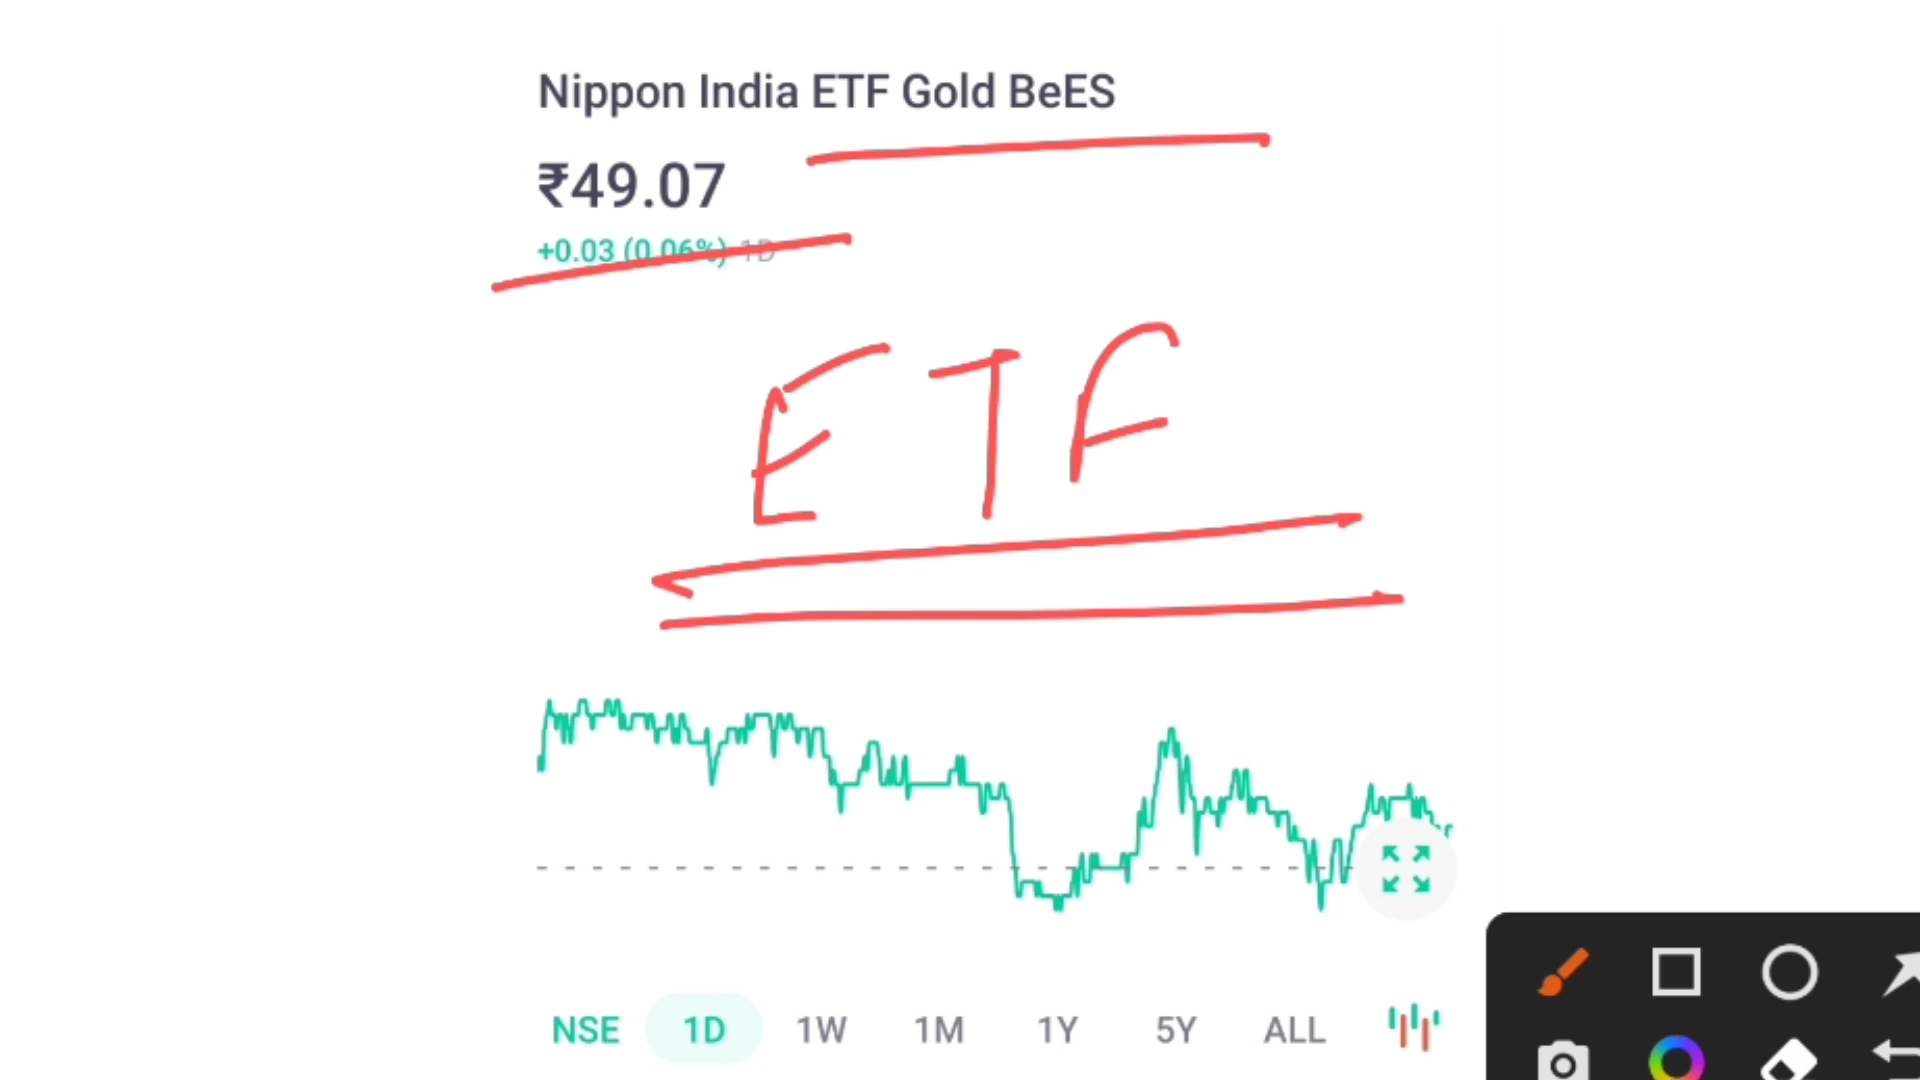 Nippon India ETF Gold BeES
₹49.07
+0.03 (0.06%) 1D
ETF
NSE 1D 1W 1M 1Y 5Y ALL